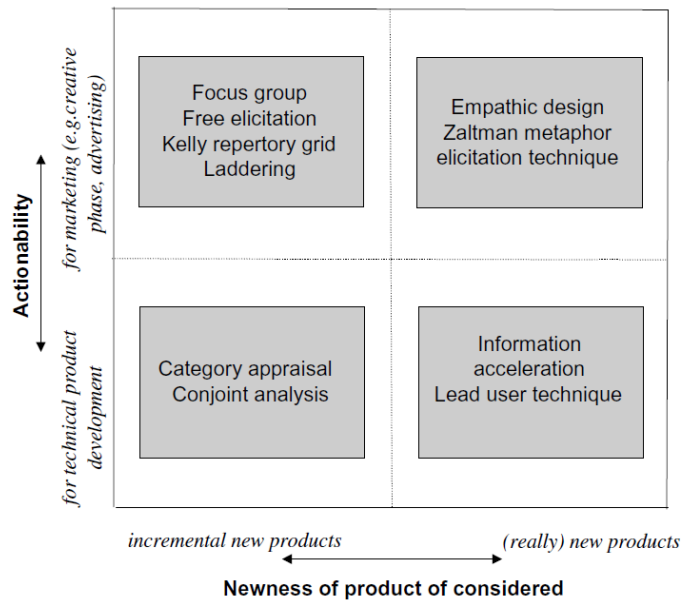 Focus group
Free elicitation
Kelly repertory grid
Laddering
Empathic design
Zaltman metaphor
elicitation technique
Category appraisal
Conjoint analysis
Information
acceleration
Lead user technique
Actionability
for marketing (e.g.creative
phase, advertising)
for technical product
development
incremental new products
(really) new products
Newness of product of considered